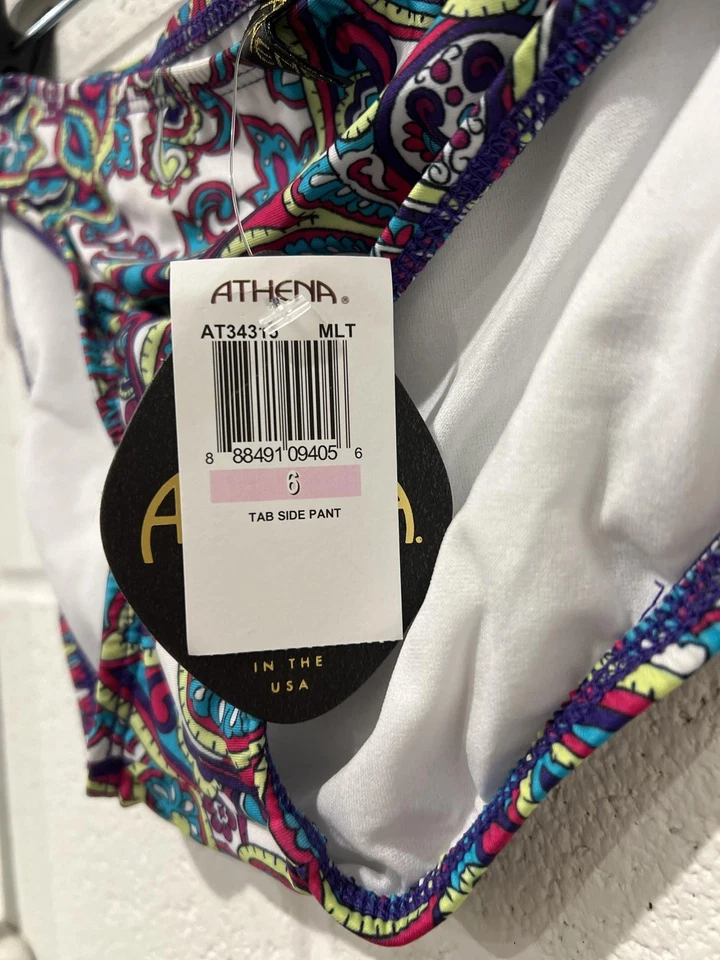 ATHENA®
MLT
8 88491 09405 6
6
TAB SIDE PANT
A A.
IN THE
USA